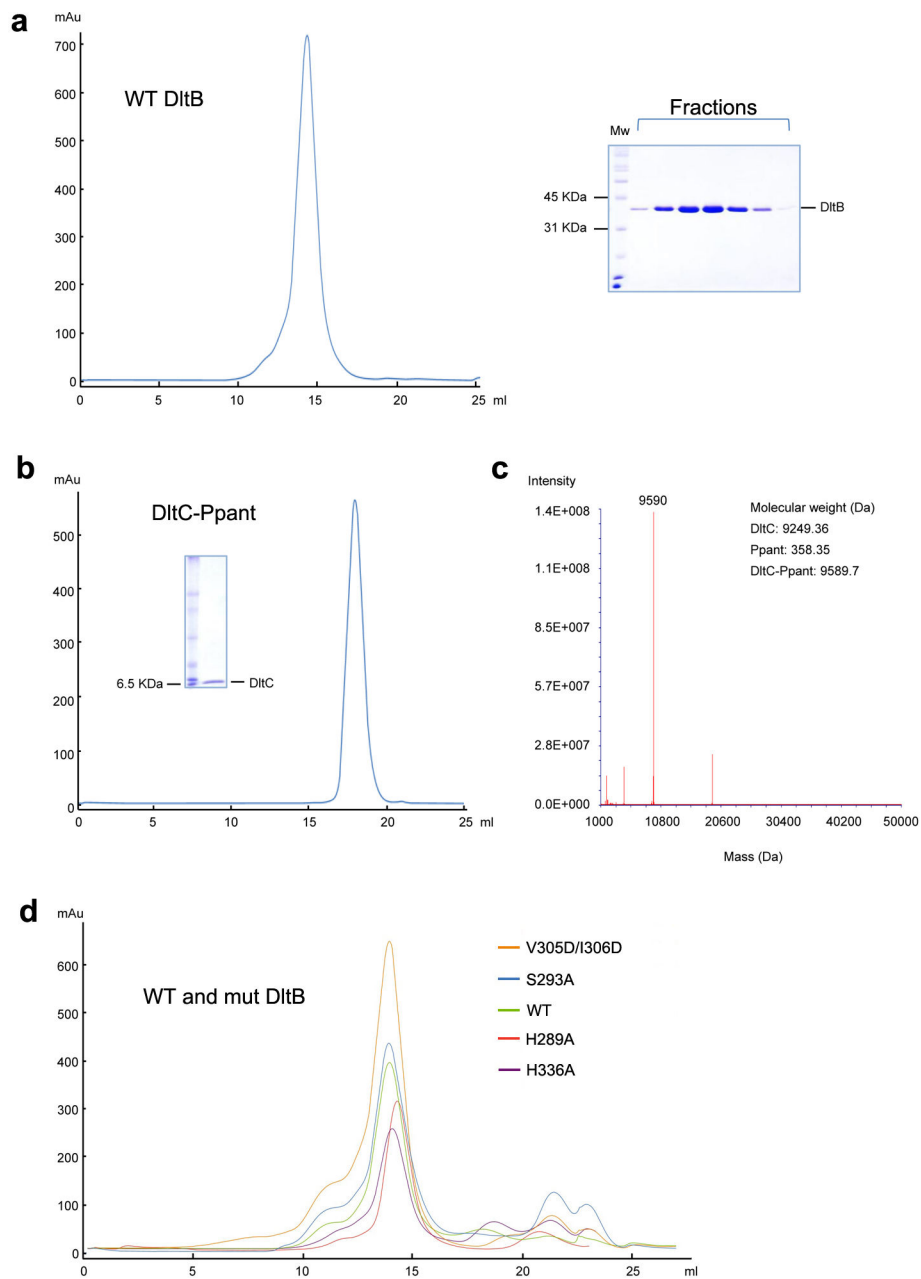 a
mAu
700
600
500
400
300
200
100
0
0 5 10 15 20 25 ml
WT DltB
Fractions
Mw
45 KDa
31 KDa
DltB
b
mAu
500
400
300
200
100
0
0 5 10 15 20 25 ml
DltC-Ppant
6.5 KDa
DltC
c
Intensity
9590
1.4E+008
1.1E+008
8.5E+007
5.7E+007
2.8E+007
0.0E+000
1000 10800 20600 30400 40200 50000
Mass (Da)
Molecular weight (Da)
DltC: 9249.36
Ppant: 358.35
DltC-Ppant: 9589.7
d
mAu
600
500
400
300
200
100
0
0 5 10 15 20 25 ml
WT and mut DltB
V305D/I306D
S293A
WT
H289A
H336A